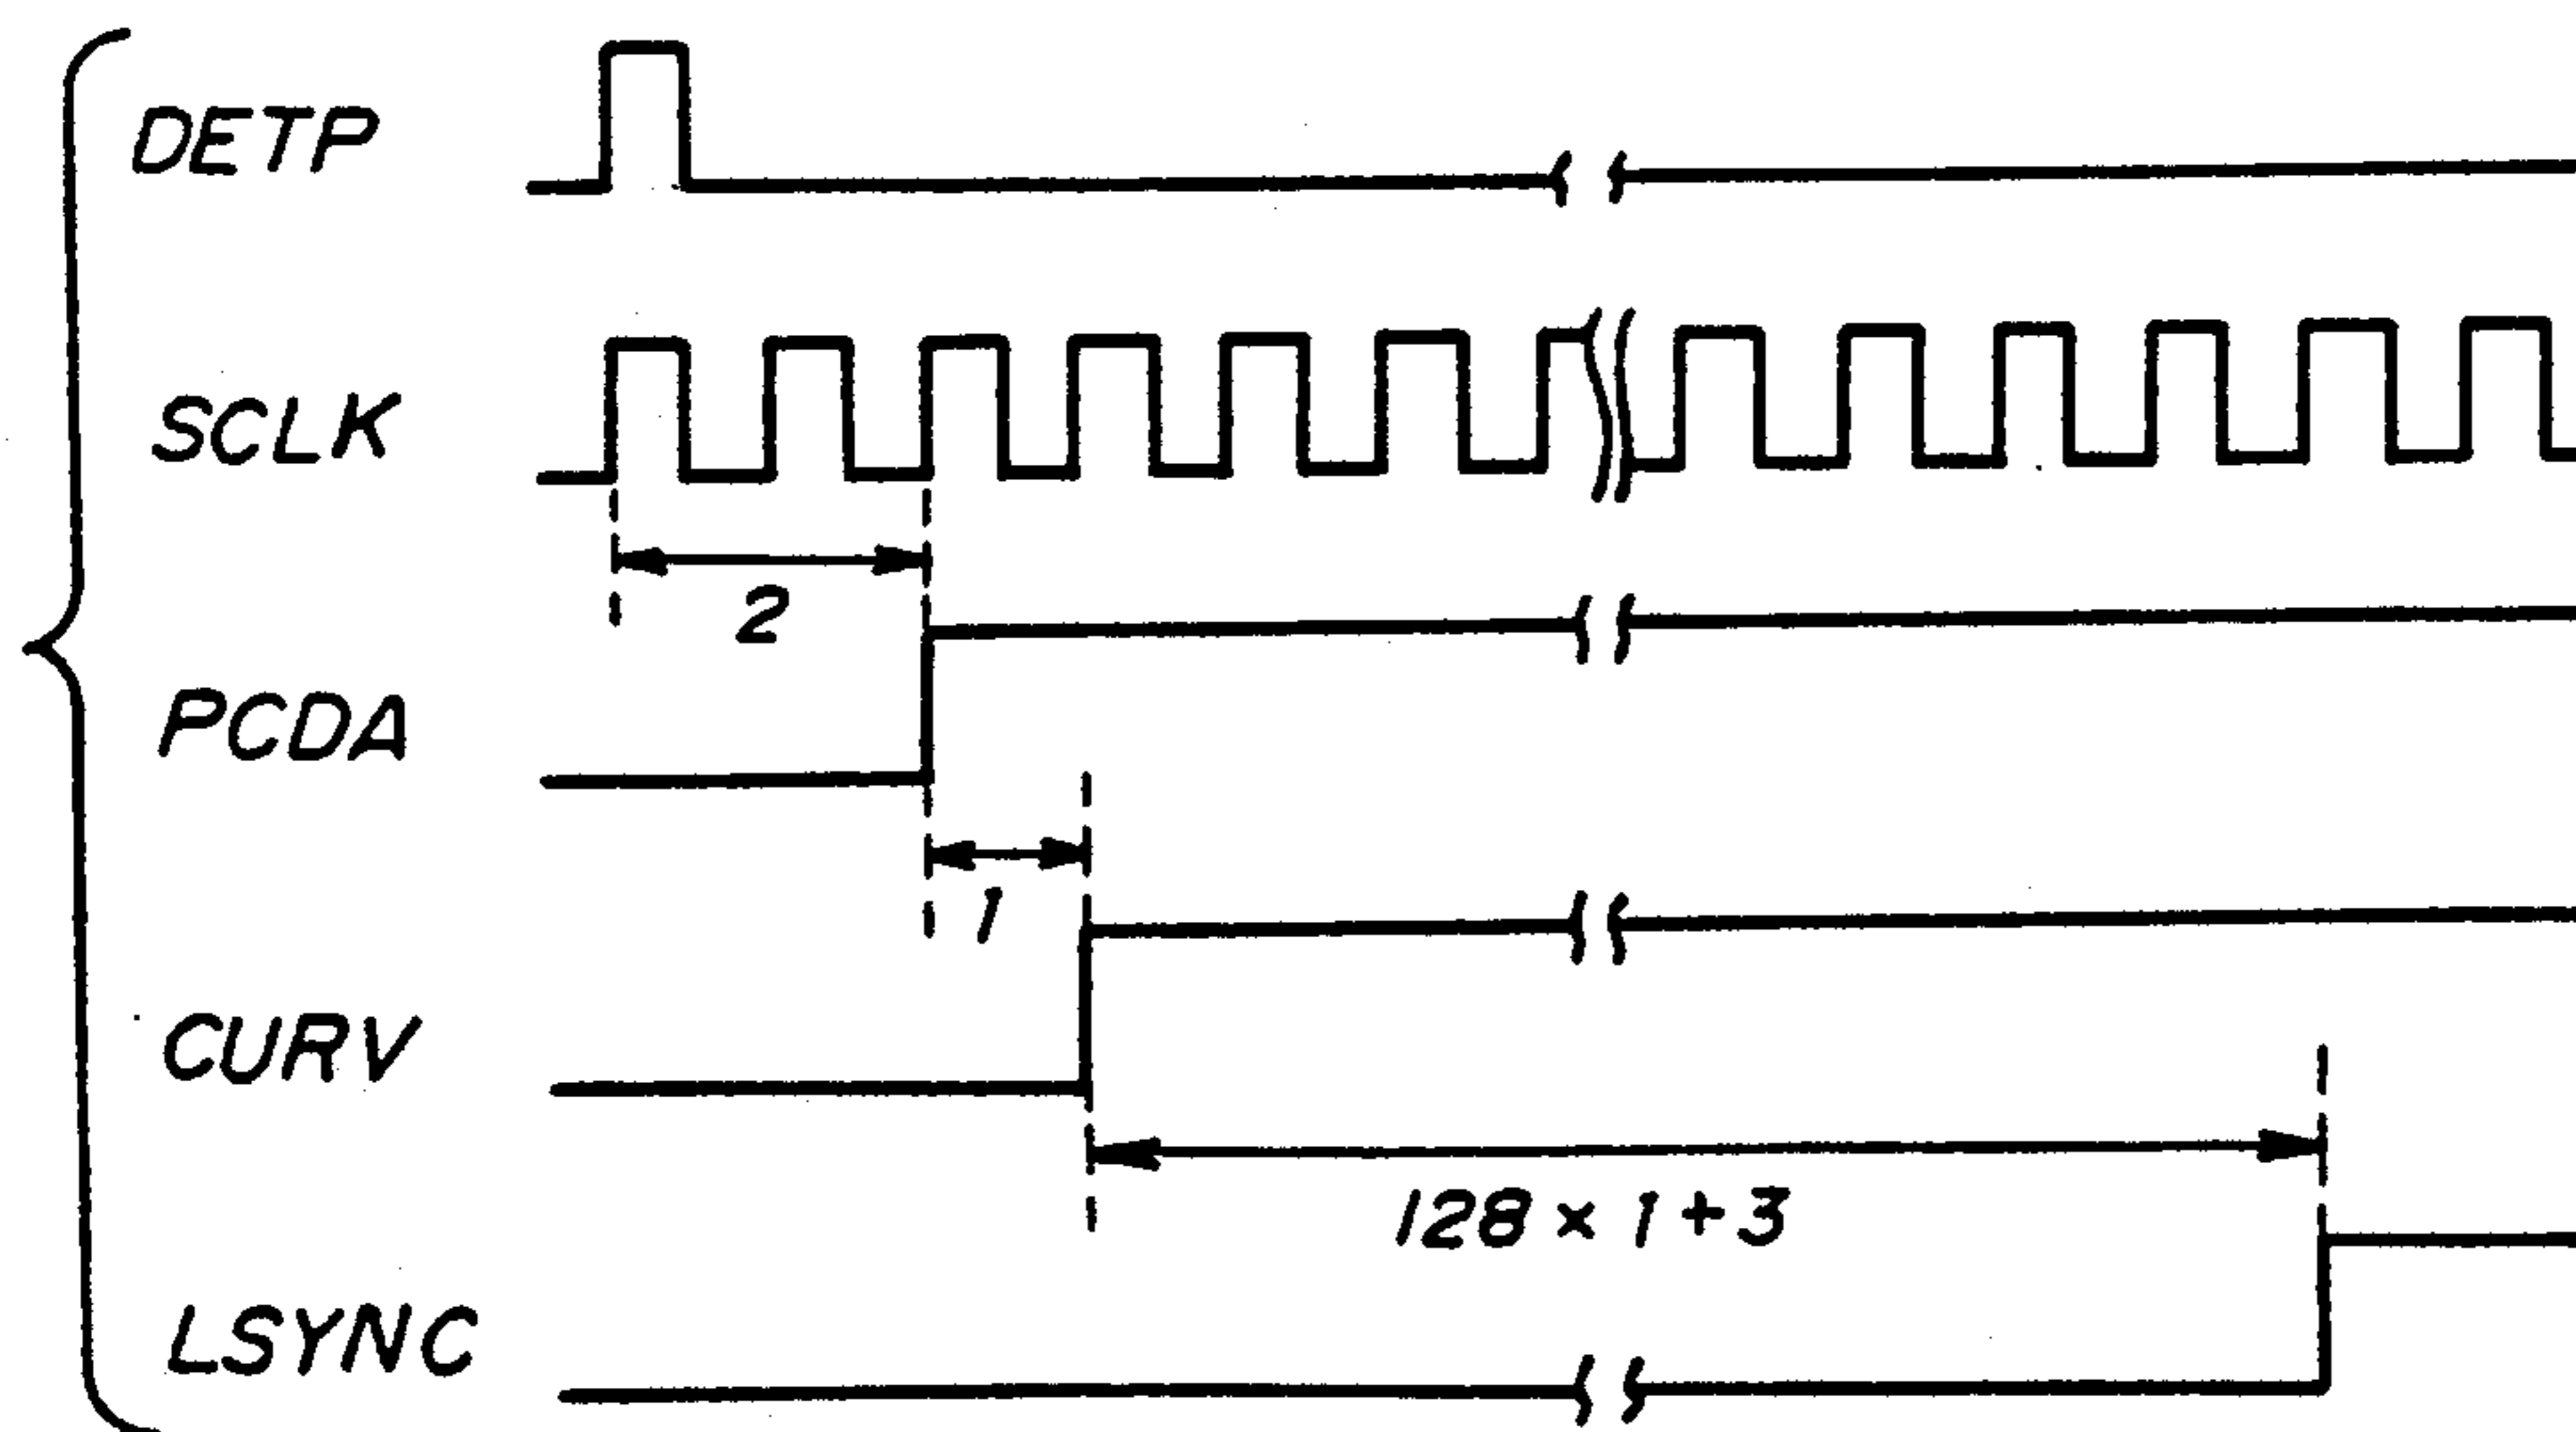 DETP
SCLK
2
PCDA
1
CURV
128 x 1 + 3
LSYNC